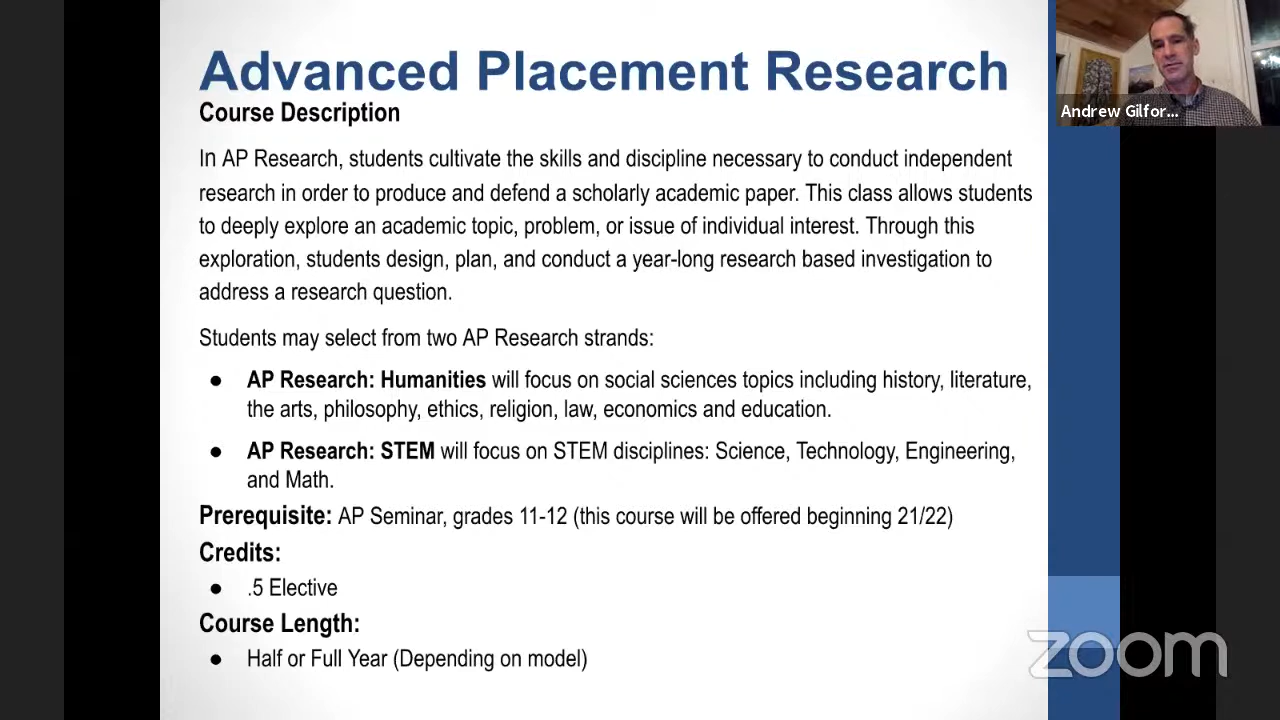 Advanced Placement Research
Course Description
In AP Research, students cultivate the skills and discipline necessary to conduct independent
research in order to produce and defend a scholarly academic paper. This class allows students
to deeply explore an academic topic, problem, or issue of individual interest. Through this
exploration, students design, plan, and conduct a year-long research based investigation to
address a research question.
Students may select from two AP Research strands:
● AP Research: Humanities will focus on social sciences topics including history, literature,
the arts, philosophy, ethics, religion, law, economics and education.
● AP Research: STEM will focus on STEM disciplines: Science, Technology, Engineering,
and Math.
Prerequisite: AP Seminar, grades 11-12 (this course will be offered beginning 21/22)
Credits:
● .5 Elective
Course Length:
● Half or Full Year (Depending on model)
Andrew Gilfor...
zoom